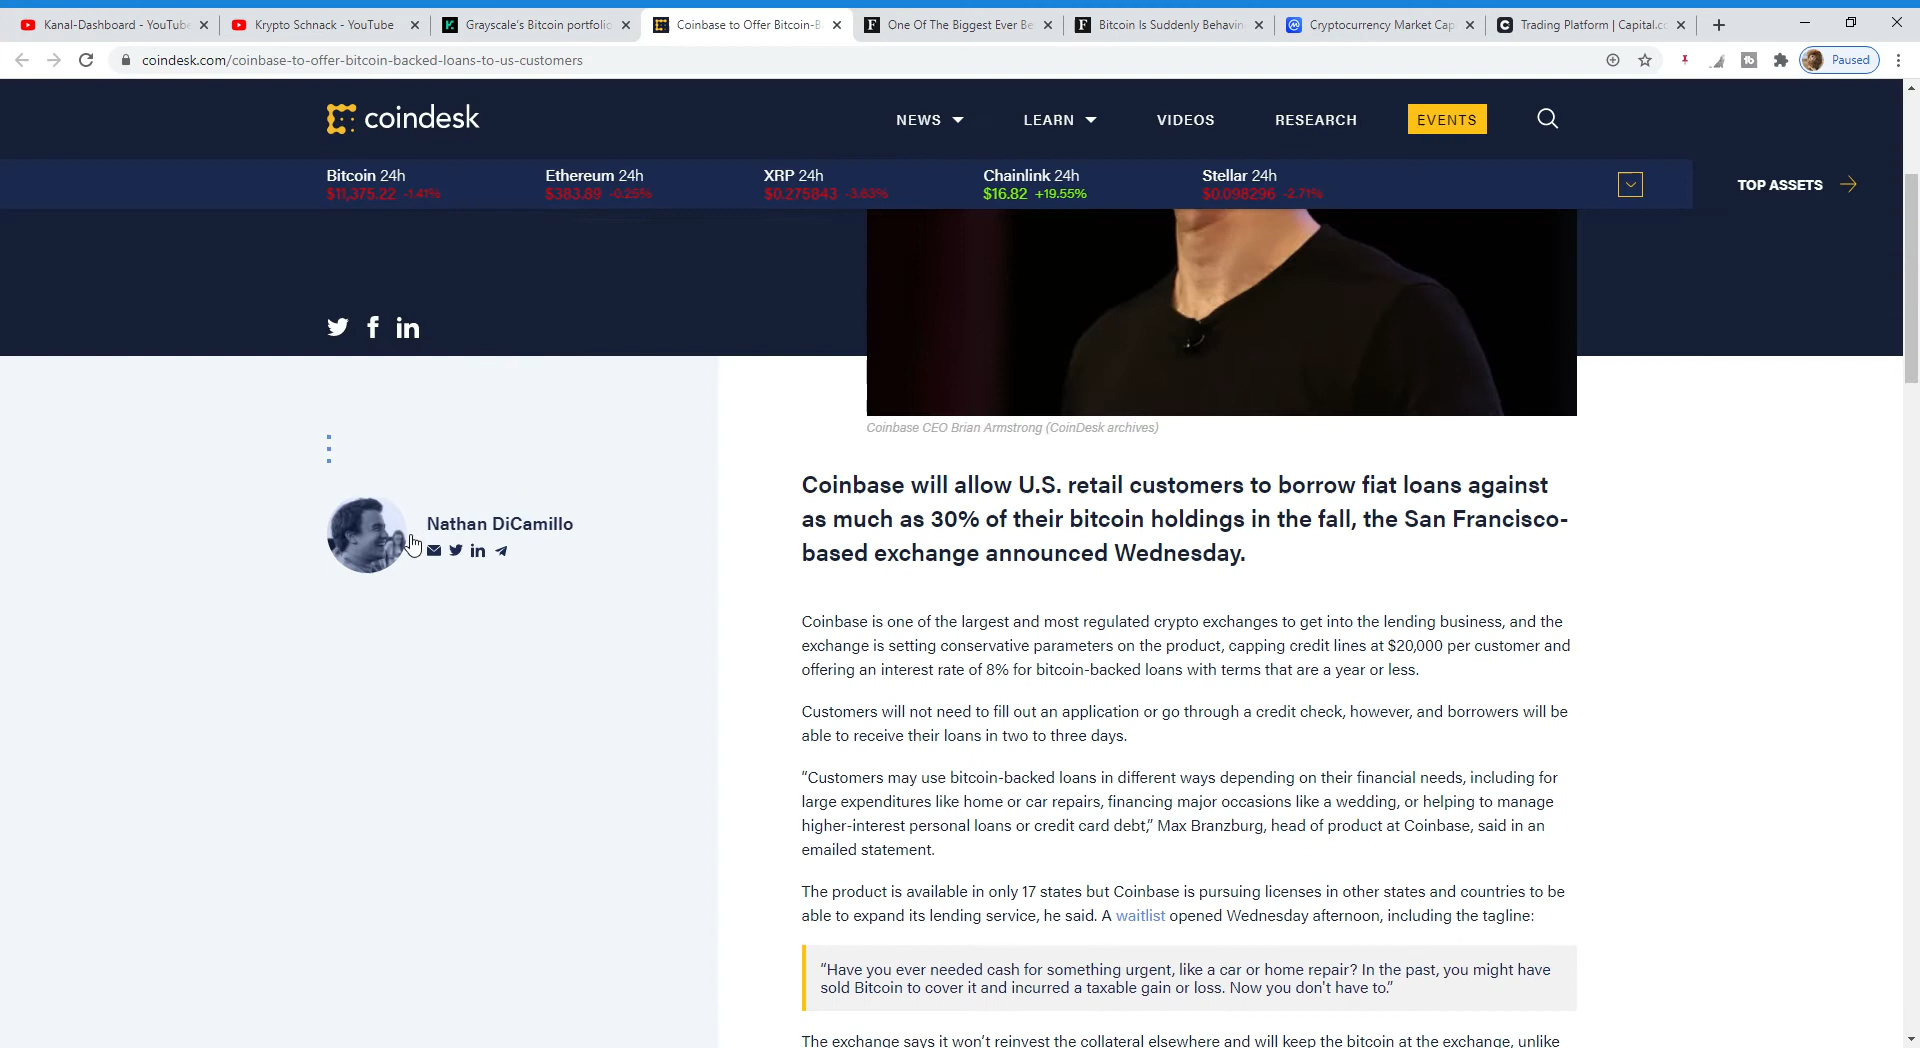 Kanal-Dashboard - YouTube
Krypto Schnack - YouTube
Grayscale's Bitcoin portfolio
Coinbase to Offer Bitcoin-B
One Of The Biggest Ever Be
Bitcoin Is Suddenly Behavin
Cryptocurrency Market Cap
Trading Platform | Capital.co
coindesk.com/coinbase-to-offer-bitcoin-backed-loans-to-us-customers
Paused
coindesk
NEWS
LEARN
VIDEOS
RESEARCH
EVENTS
Bitcoin 24h
$11,375.22 -1.41%
Ethereum 24h
$383.89 -0.25%
XRP 24h
$0.275843 -3.63%
Chainlink 24h
$16.82 +19.55%
Stellar 24h
$0.098296 -2.71%
TOP ASSETS
Coinbase CEO Brian Armstrong (CoinDesk archives)
Nathan DiCamillo
Coinbase will allow U.S. retail customers to borrow fiat loans against
as much as 30% of their bitcoin holdings in the fall, the San Francisco-
based exchange announced Wednesday.
Coinbase is one of the largest and most regulated crypto exchanges to get into the lending business, and the
exchange is setting conservative parameters on the product, capping credit lines at $20,000 per customer and
offering an interest rate of 8% for bitcoin-backed loans with terms that are a year or less.
Customers will not need to fill out an application or go through a credit check, however, and borrowers will be
able to receive their loans in two to three days.
“Customers may use bitcoin-backed loans in different ways depending on their financial needs, including for
large expenditures like home or car repairs, financing major occasions like a wedding, or helping to manage
higher-interest personal loans or credit card debt,” Max Branzburg, head of product at Coinbase, said in an
emailed statement.
The product is available in only 17 states but Coinbase is pursuing licenses in other states and countries to be
able to expand its lending service, he said. A waitlist opened Wednesday afternoon, including the tagline:
“Have you ever needed cash for something urgent, like a car or home repair? In the past, you might have
sold Bitcoin to cover it and incurred a taxable gain or loss. Now you don't have to.”
The exchange says it won’t reinvest the collateral elsewhere and will keep the bitcoin at the exchange, unlike